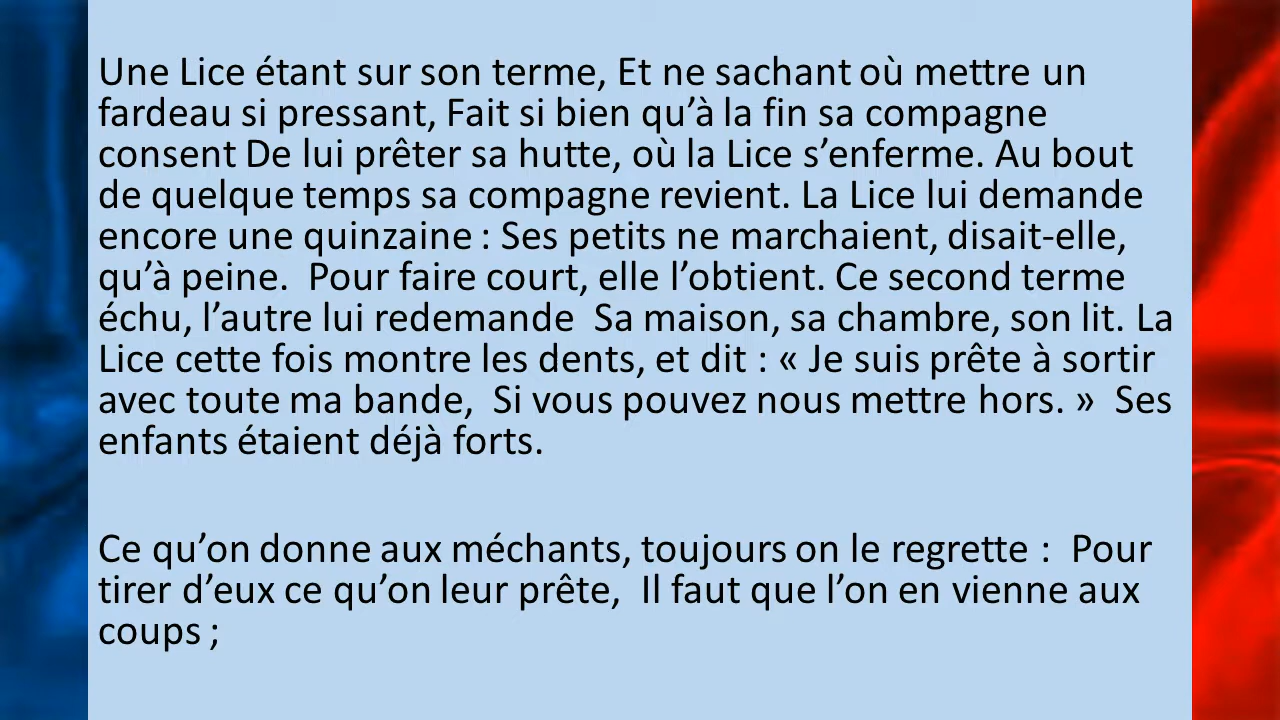 Une Lice étant sur son terme, Et ne sachant où mettre un
fardeau si pressant, Fait si bien qu’à la fin sa compagne
consent De lui prêter sa hutte, où la Lice s’enferme. Au bout
de quelque temps sa compagne revient. La Lice lui demande
encore une quinzaine : Ses petits ne marchaient, disait-elle,
qu’à peine.  Pour faire court, elle l’obtient. Ce second terme
échu, l’autre lui redemande  Sa maison, sa chambre, son lit. La
Lice cette fois montre les dents, et dit : « Je suis prête à sortir
avec toute ma bande,  Si vous pouvez nous mettre hors. »  Ses
enfants étaient déjà forts.
Ce qu’on donne aux méchants, toujours on le regrette :  Pour
tirer d’eux ce qu’on leur prête,  Il faut que l’on en vienne aux
coups ;